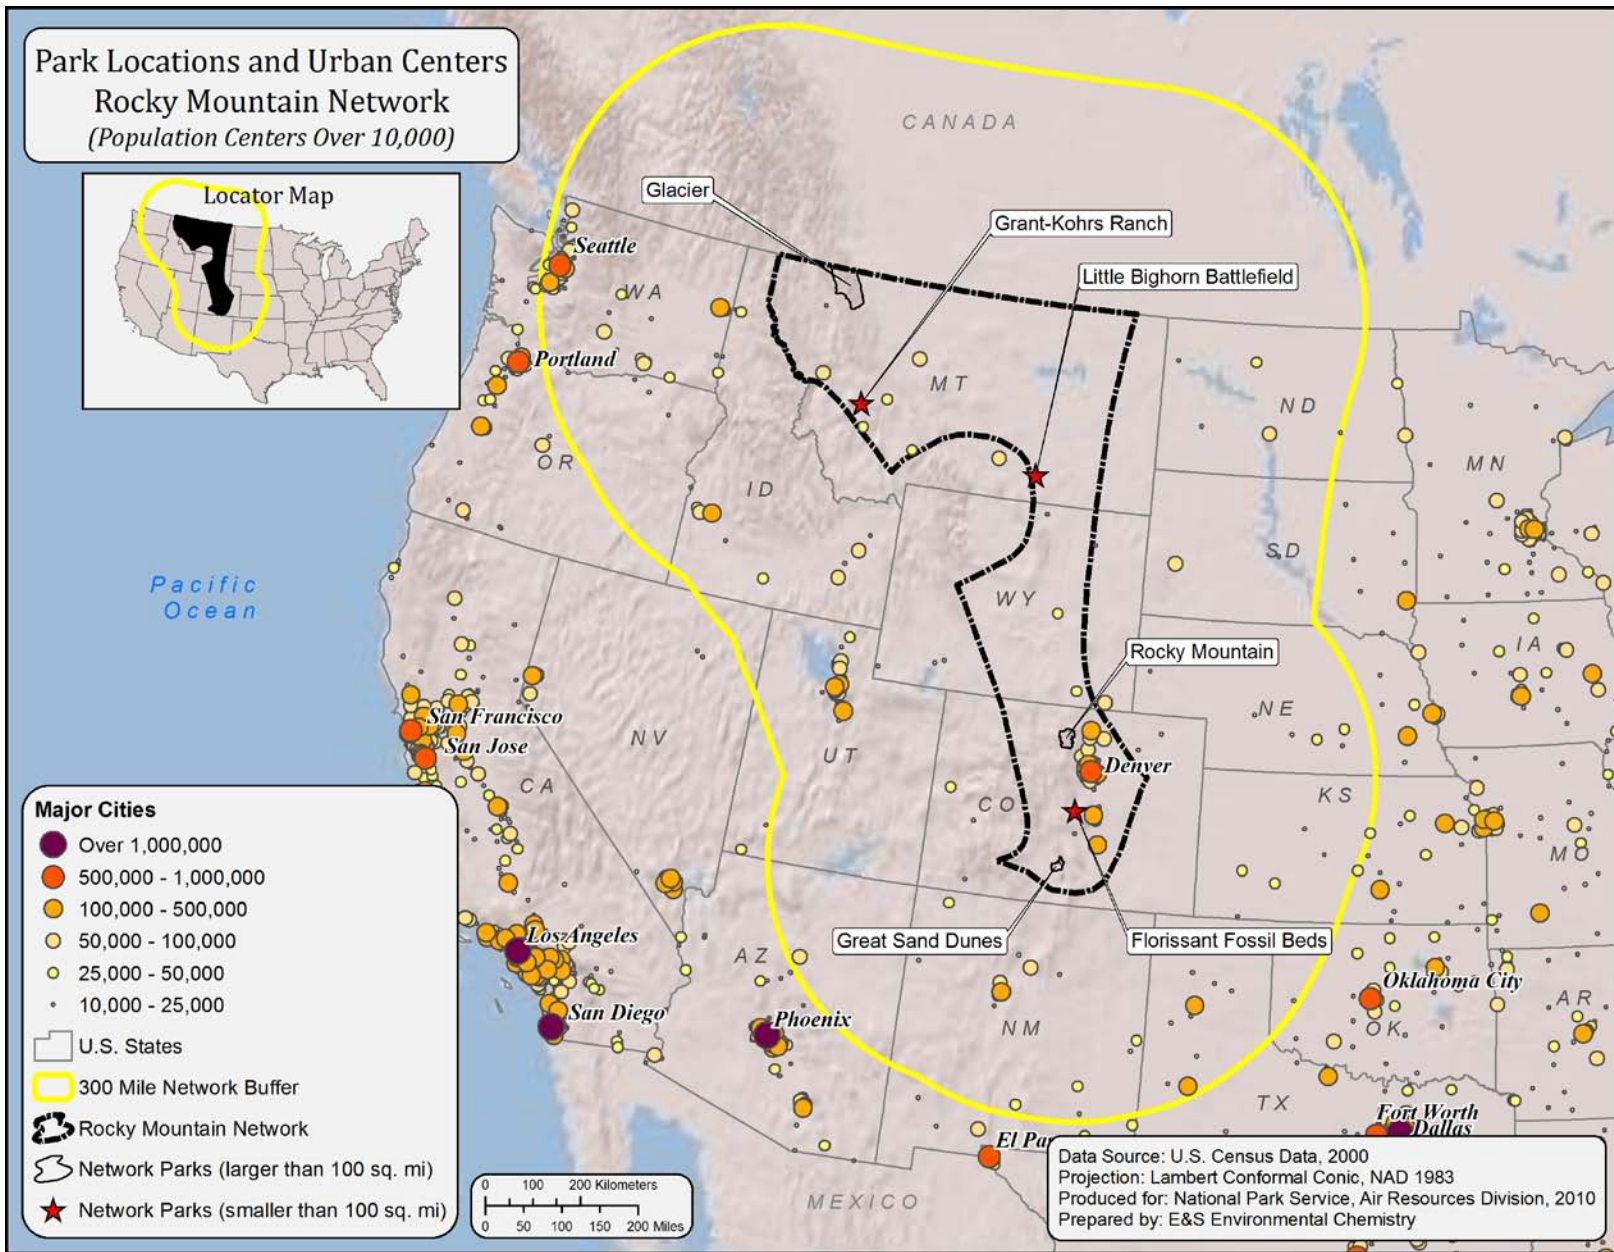 Park Locations and Urban Centers
Rocky Mountain Network
(Population Centers Over 10,000)
Locator Map
CANADA
Glacier
Grant-Kohrs Ranch
Little Bighorn Battlefield
Seattle
WA
Portland
MT
ND
OR
ID
MN
SD
Pacific
Ocean
WY
Rocky Mountain
IA
NE
San Francisco
San Jose
NV
UT
Denver
CA
CO
KS
MO
Great Sand Dunes
Florissant Fossil Beds
Los Angeles
AZ
Oklahoma City
San Diego
Phoenix
NM
OK
AR
TX
Fort Worth
Dallas
El Pa
MEXICO
Major Cities
Over 1,000,000
500,000 - 1,000,000
100,000 - 500,000
50,000 - 100,000
25,000 - 50,000
10,000 - 25,000
U.S. States
300 Mile Network Buffer
Rocky Mountain Network
Network Parks (larger than 100 sq. mi)
Network Parks (smaller than 100 sq. mi)
0 100 200 Kilometers
0 50 100 150 200 Miles
Data Source: U.S. Census Data, 2000
Projection: Lambert Conformal Conic, NAD 1983
Produced for: National Park Service, Air Resources Division, 2010
Prepared by: E&S Environmental Chemistry